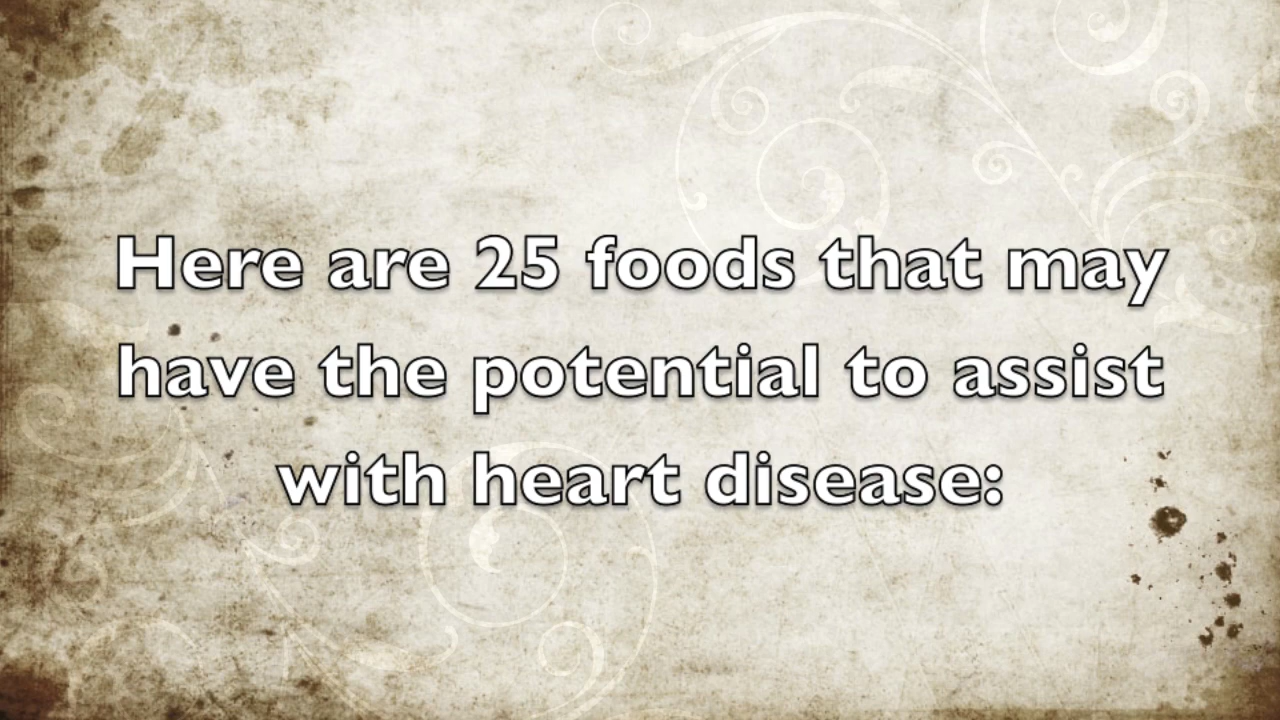 Here are 25 foods that may
have the potential to assist
with heart disease: